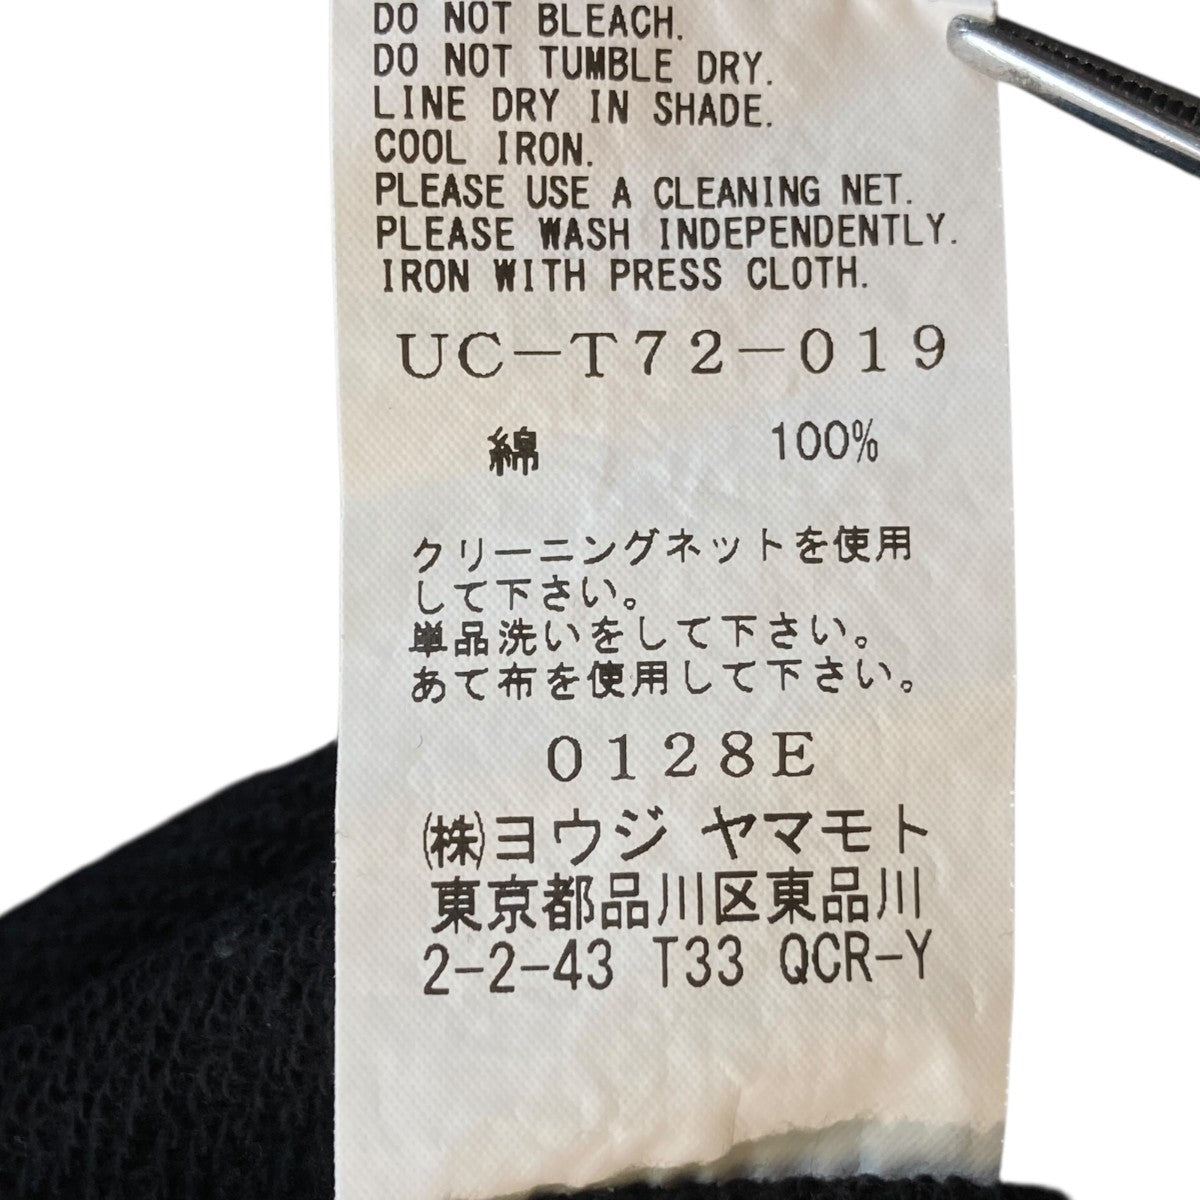 DO NOT BLEACH.
DO NOT TUMBLE DRY.
LINE DRY IN SHADE.
COOL IRON.
PLEASE USE A CLEANING NET.
PLEASE WASH INDEPENDENTLY.
IRON WITH PRESS CLOTH.
UC-T72-019
綿 100%
クリーニングネットを使用
して下さい。
単品洗いをして下さい。
あて布を使用して下さい。
0128E
(株)ヨウジ ヤマモト
東京都品川区東品川
2-2-43 T33 QCR-Y